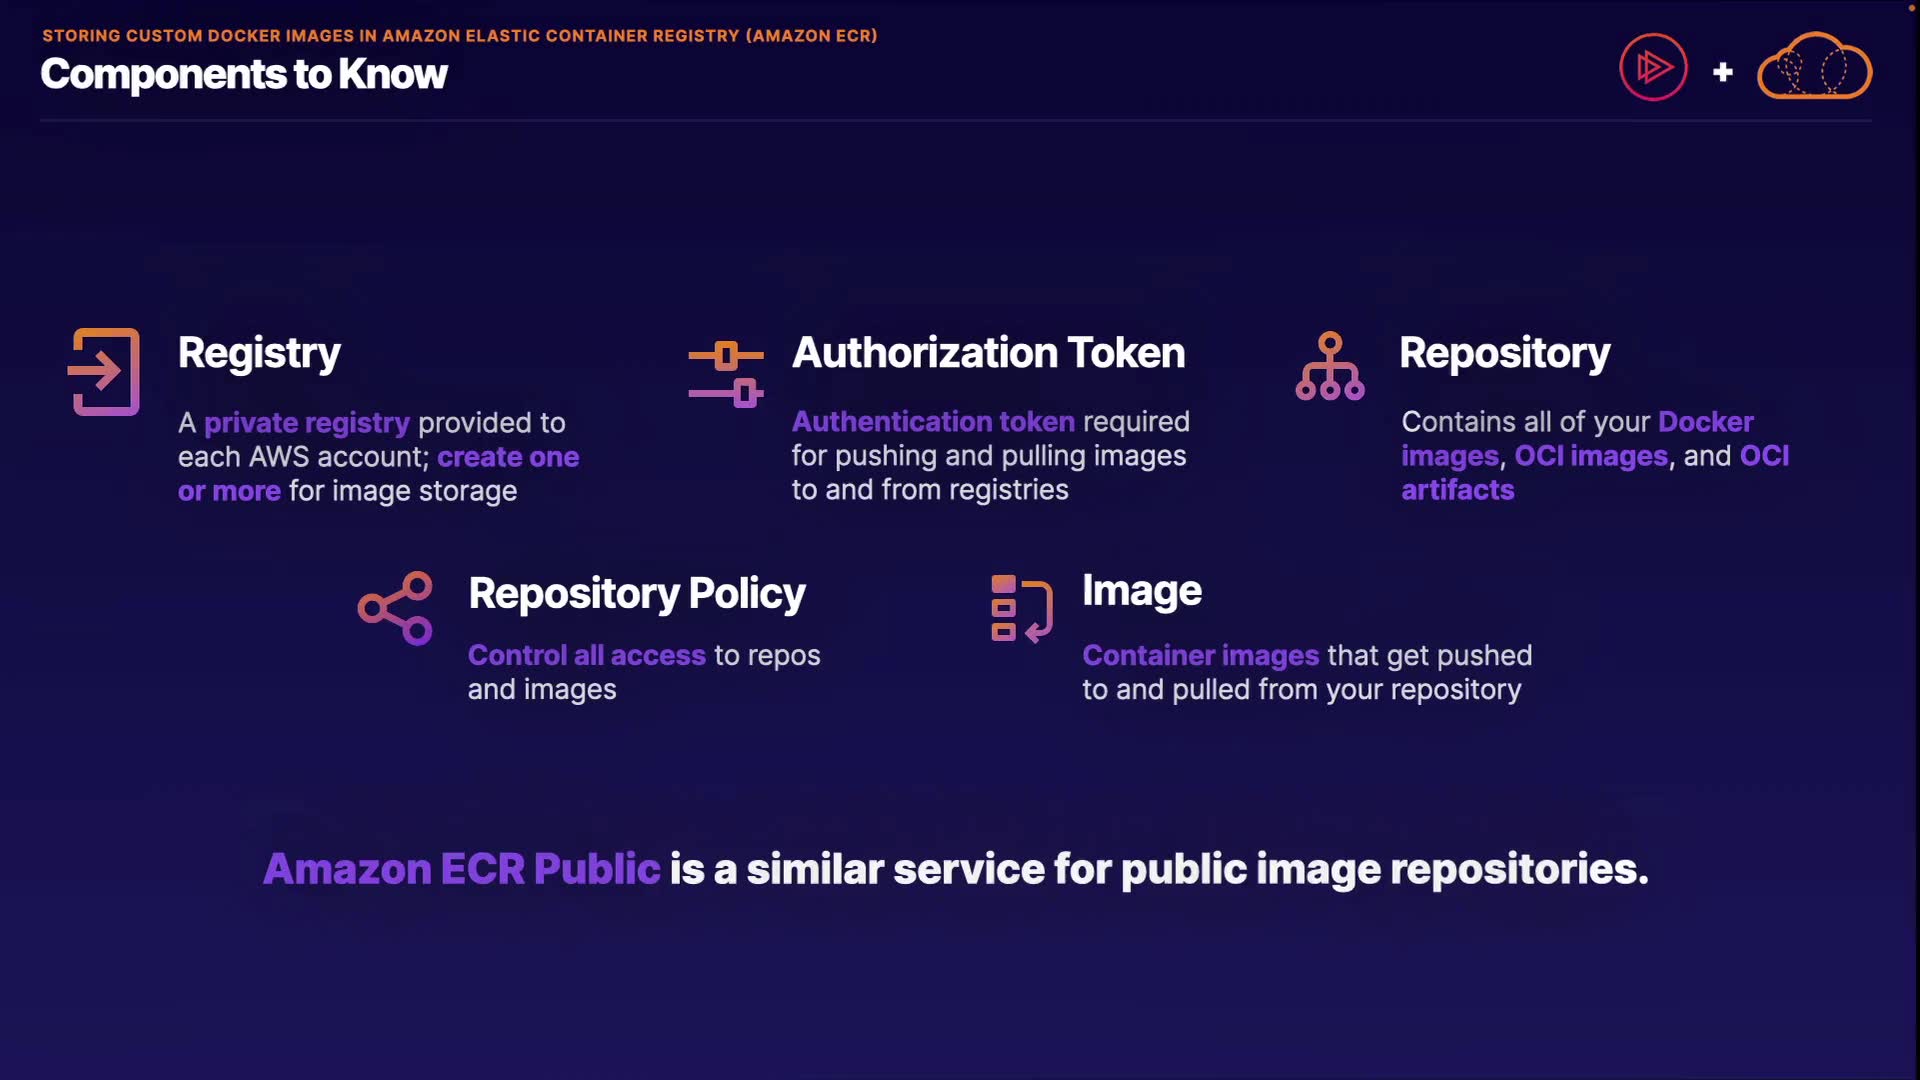 STORING CUSTOM DOCKER IMAGES IN AMAZON ELASTIC CONTAINER REGISTRY (AMAZON ECR)
Components to Know
Registry
A private registry provided to
each AWS account; create one
or more for image storage
Authorization Token
Authentication token required
for pushing and pulling images
to and from registries
Repository
Contains all of your Docker
images, OCI images, and OCI
artifacts
Repository Policy
Control all access to repos
and images
Image
Container images that get pushed
to and pulled from your repository
Amazon ECR Public is a similar service for public image repositories.